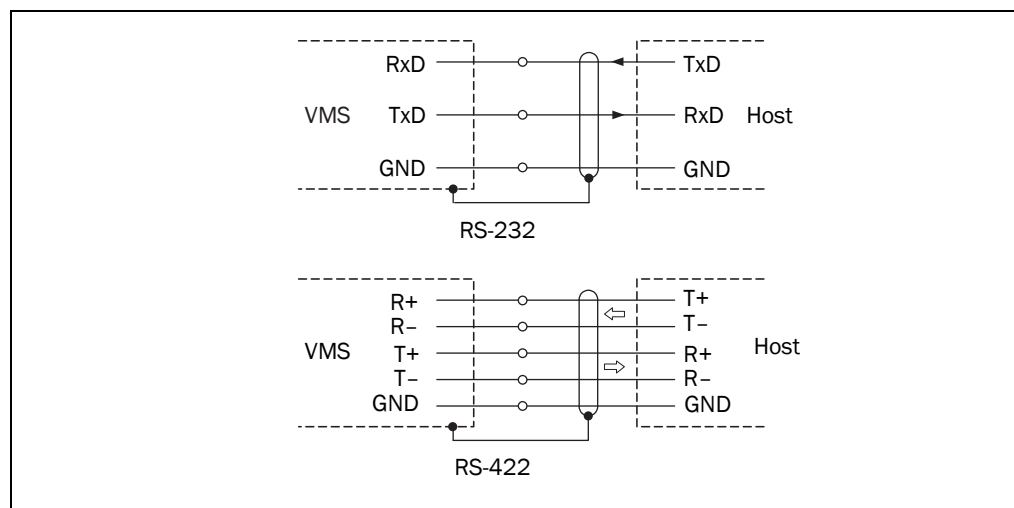 RxD TxD
VMS TxD RxD Host
GND GND
RS-232
R+ T+
R− T−
VMS T+ R+ Host
T− R−
GND GND
RS-422